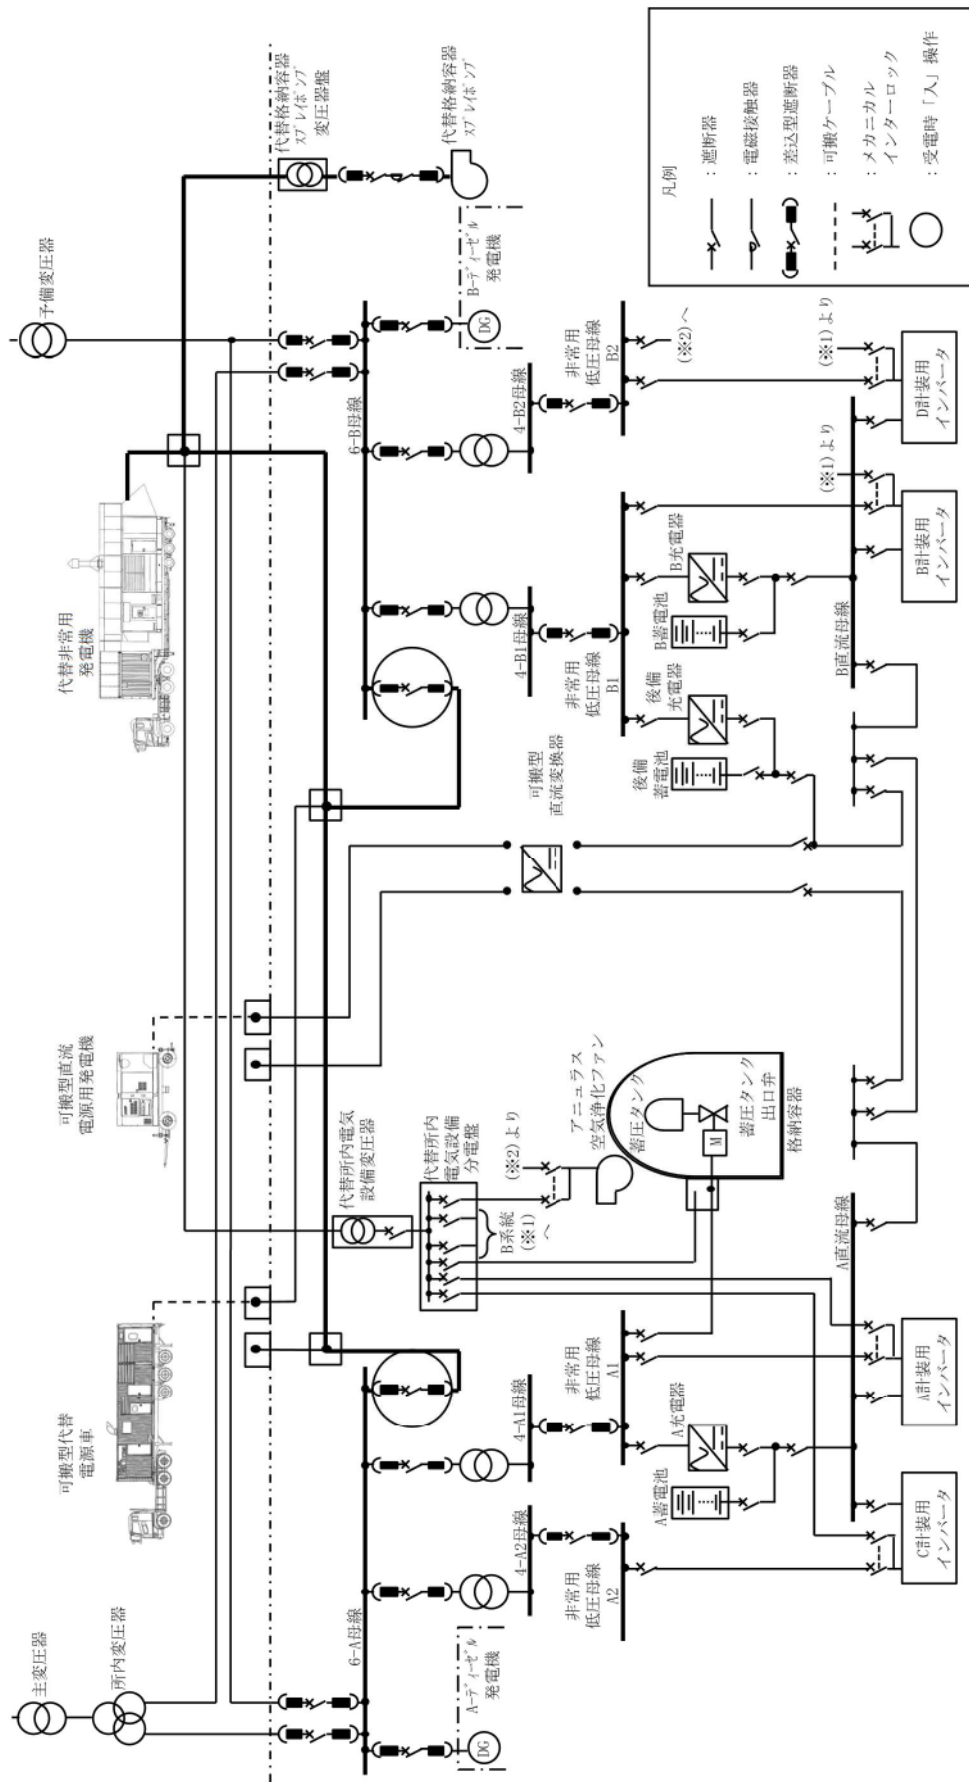 主変圧器
所内変圧器
可搬型代替
電源車
可搬型直流
電源用発電機
代替非常用
発電機
予備変圧器
代替格納容器
スプレイポンプ
変圧器盤
代替格納容器
スプレイポンプ
6-A母線
6-B母線
A-ディーゼル
発電機
DG
B-ディーゼル
発電機
DG
4-A2母線
4-A1母線
4-B1母線
4-B2母線
非常用
低圧母線
A2
非常用
低圧母線
A1
非常用
低圧母線
B1
非常用
低圧母線
B2
(※2)へ
代替所内電気
設備変圧器
代替所内
電気設備
分電盤
B系統
(※1)
へ
(※2)より
アニュラス
空気浄化ファン
蓄圧タンク
M
蓄圧タンク
出口弁
格納容器
可搬型
直流変換器
A蓄電池
A充電器
後備
蓄電池
後備
充電器
B蓄電池
B充電器
A直流母線
B直流母線
(※1)より
(※1)より
C計装用
インバータ
A計装用
インバータ
B計装用
インバータ
D計装用
インバータ
凡例
：遮断器
：電磁接触器
：差込型遮断器
：可搬ケーブル
：メカニカル
インターロック
：受電時「入」操作